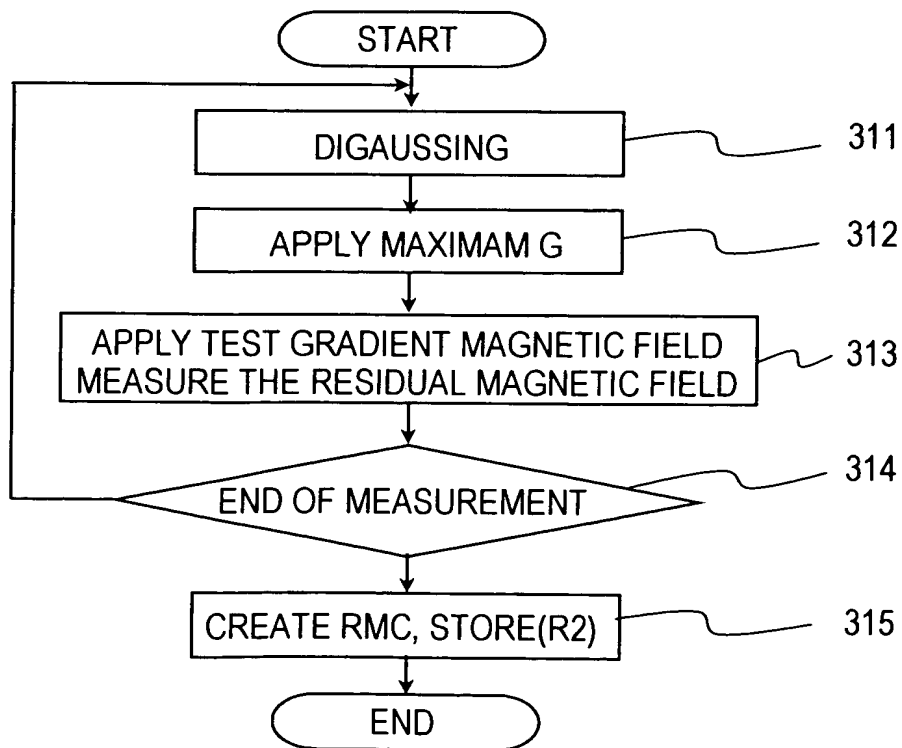 START
DIGAUSSING
311
APPLY MAXIMAM G
312
APPLY TEST GRADIENT MAGNETIC FIELD
MEASURE THE RESIDUAL MAGNETIC FIELD
313
END OF MEASUREMENT
314
CREATE RMC, STORE(R2)
315
END